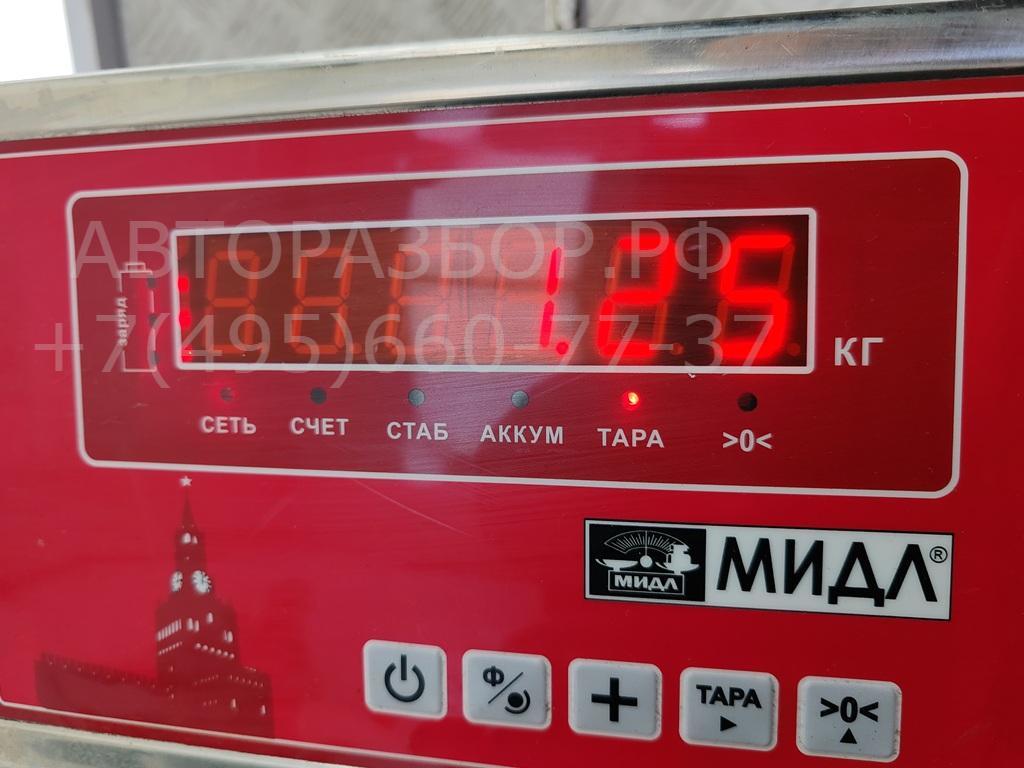 АВТОРАЗБОР.РФ
+7(495)660-77-37
заряд
1.25
КГ
СЕТЬ СЧЕТ СТАБ АККУМ ТАРА >0<
МИДЛ МИДЛ®
Ф ТАРА >0<